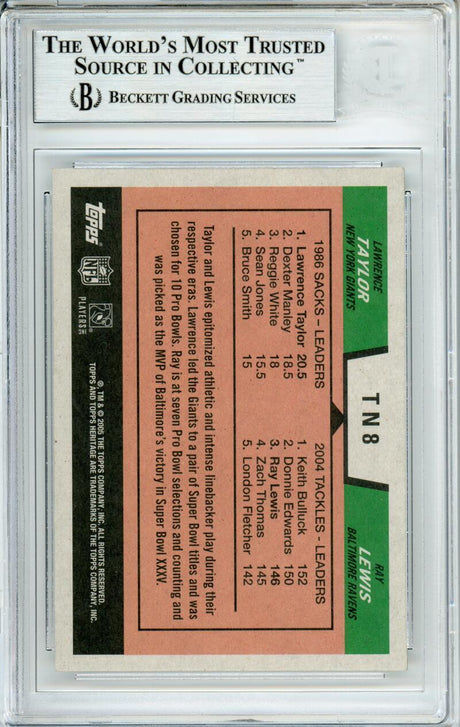 THE WORLD'S MOST TRUSTED
SOURCE IN COLLECTING™
B BECKETT GRADING SERVICES
LAWRENCE
TAYLOR
NEW YORK GIANTS
TN8
RAY
LEWIS
BALTIMORE RAVENS
1986 SACKS – LEADERS
1. Lawrence Taylor 20.5
2. Dexter Manley 18.5
3. Reggie White 18
4. Sean Jones 15.5
5. Bruce Smith 15
2004 TACKLES - LEADERS
1. Keith Bulluck 152
2. Donnie Edwards 150
3. Ray Lewis 146
4. Zach Thomas 145
5. London Fletcher 142
Taylor and Lewis epitomized athletic and intense linebacker play during their
respective eras. Lawrence led the Giants to a pair of Super Bowl titles and was
chosen for 10 Pro Bowls. Ray is at seven Pro Bowl selections and counting and
was picked as the MVP of Baltimore's victory in Super Bowl XXXV.
topps
NFL
PLAYERS INC
®, TM & © 2005 THE TOPPS COMPANY, INC. ALL RIGHTS RESERVED.
TOPPS AND TOPPS HERITAGE ARE TRADEMARKS OF THE TOPPS COMPANY, INC.